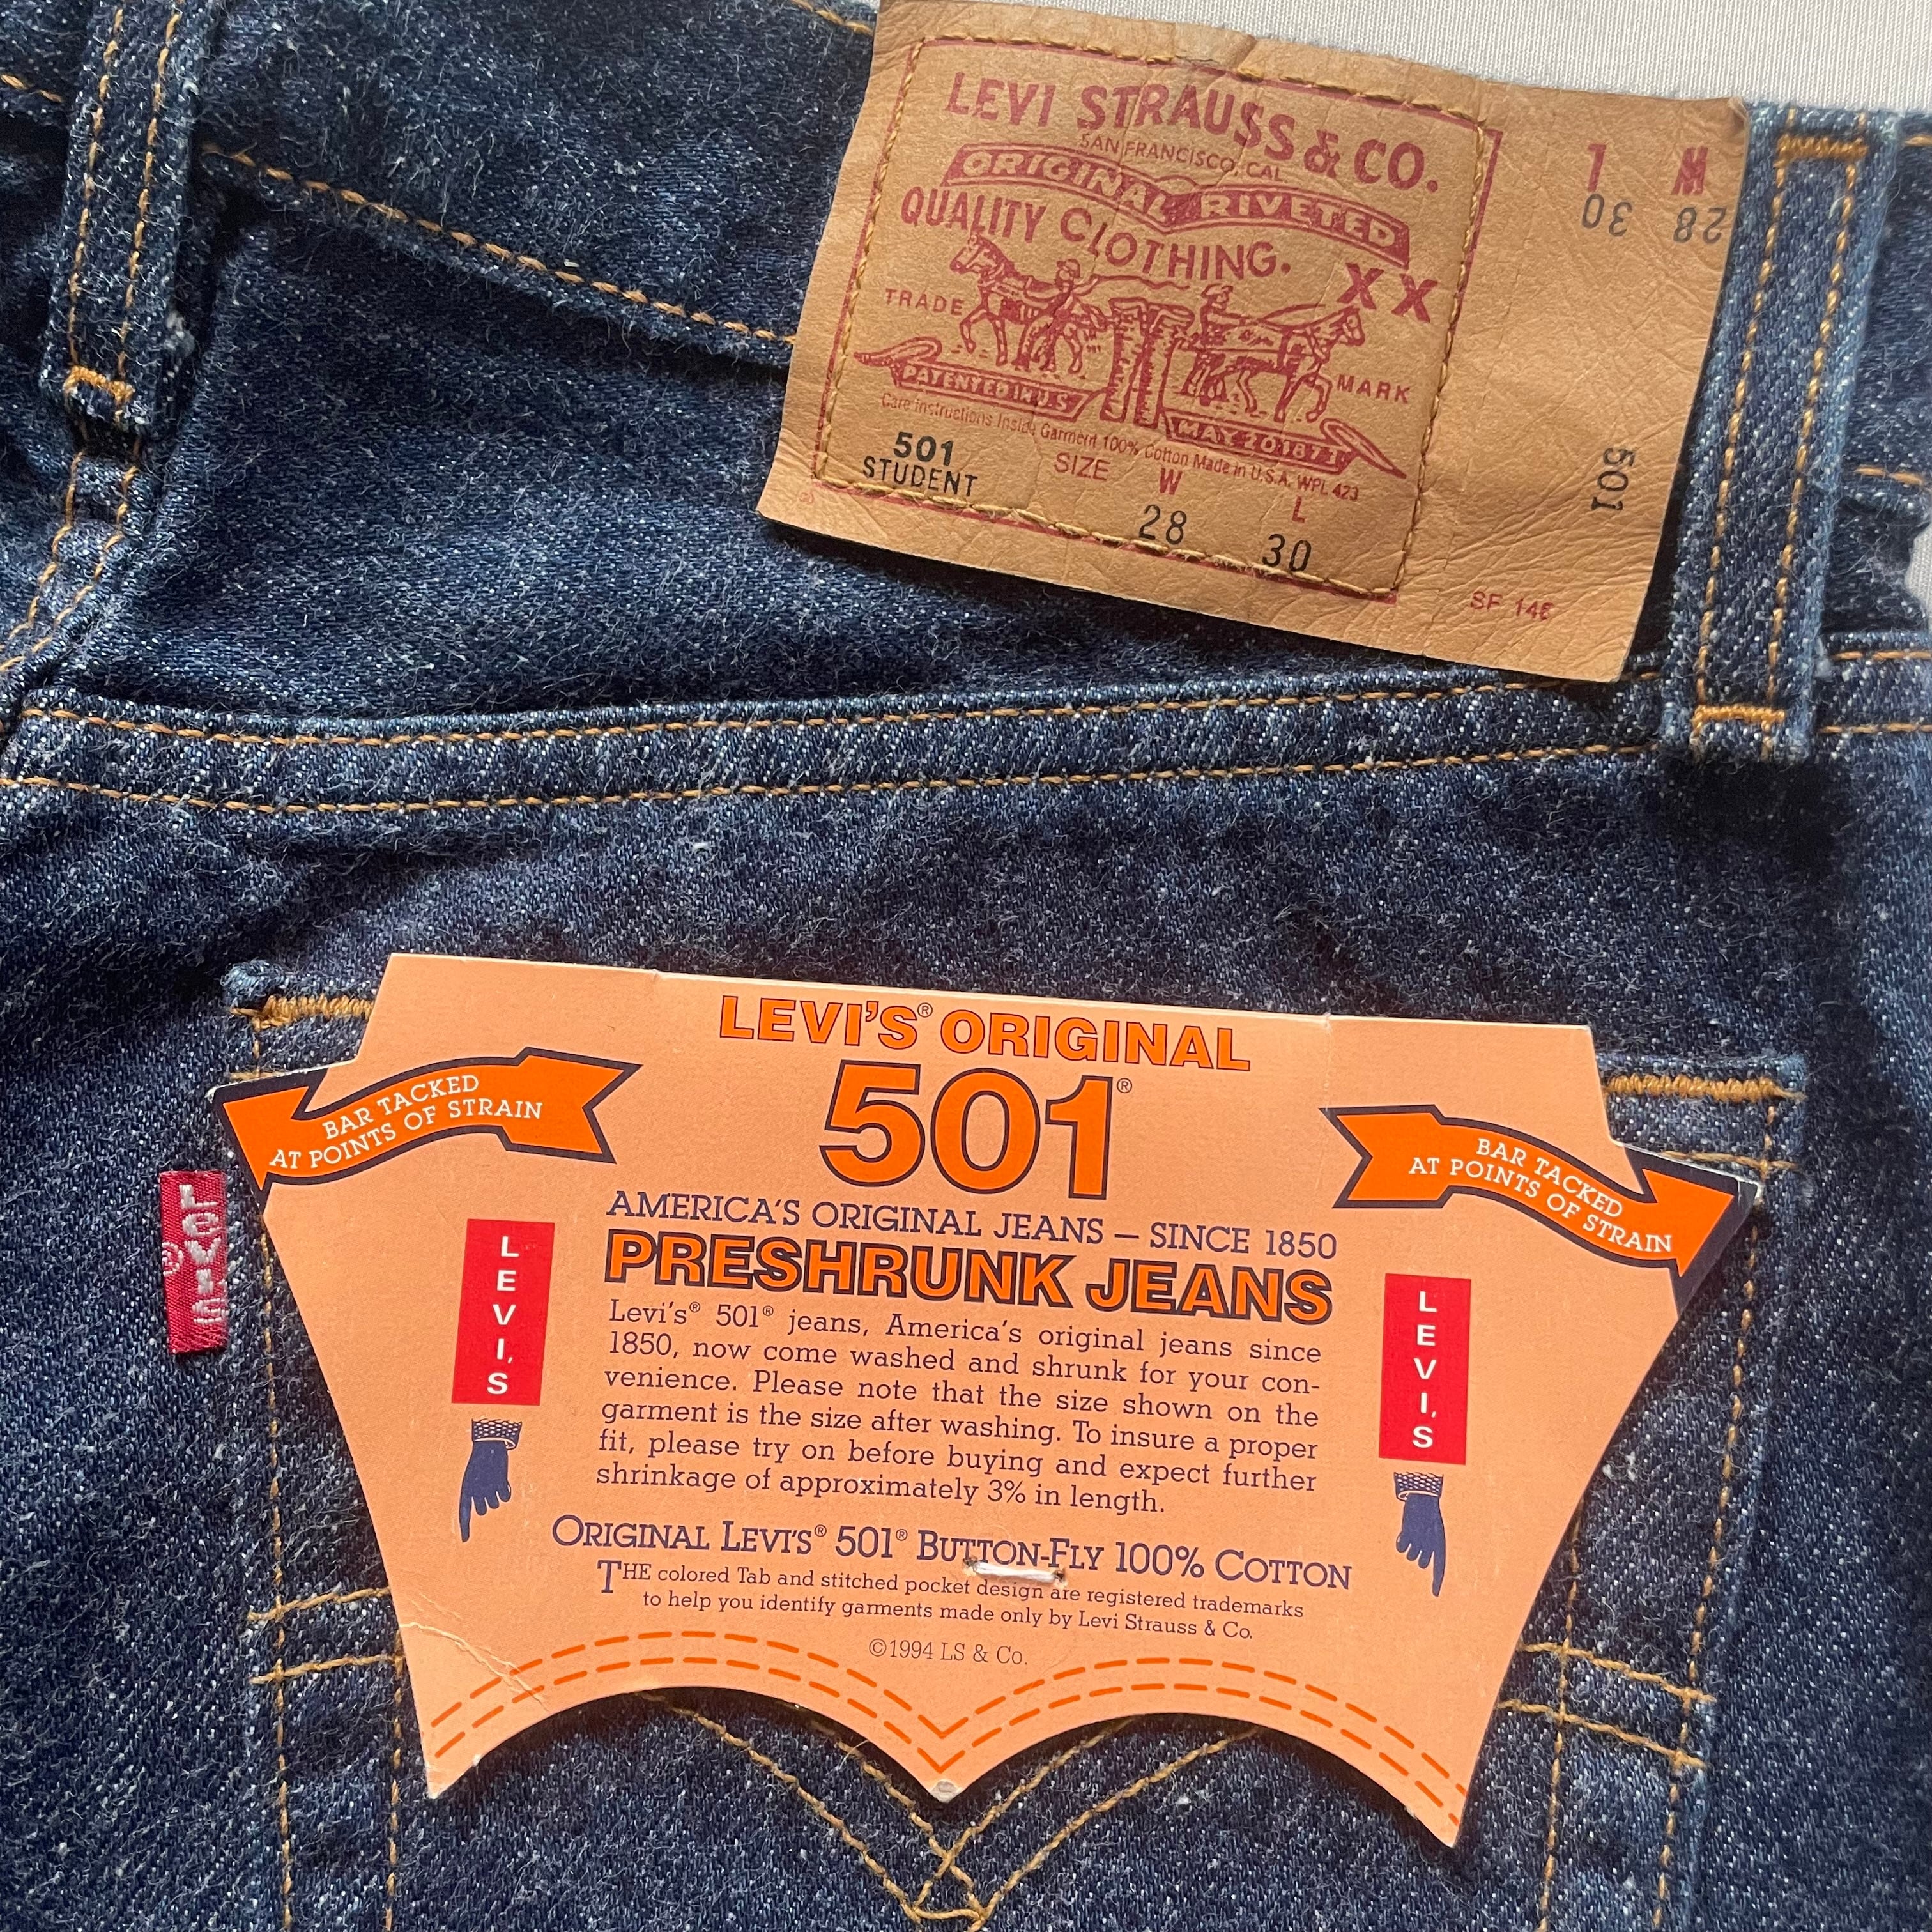 LEVI STRAUSS & CO.
SAN FRANCISCO, CAL
ORIGINAL RIVETED
QUALITY CLOTHING.
XX
TRADE MARK
PATENTED IN U.S. MAY 20 1873
Care instructions Inside Garment 100% Cotton Made in U.S.A. WPL 423
501
STUDENT
SIZE W L
28 30
30 28
501
SF
LEVI'S® ORIGINAL
501®
BAR TACKED
AT POINTS OF STRAIN
BAR TACKED
AT POINTS OF STRAIN
AMERICA'S ORIGINAL JEANS – SINCE 1850
PRESHRUNK JEANS
Levi's® 501® jeans, America's original jeans since
1850, now come washed and shrunk for your con-
venience. Please note that the size shown on the
garment is the size after washing. To insure a proper
fit, please try on before buying and expect further
shrinkage of approximately 3% in length.
LEVI'S
LEVI'S
LEVI'S
®
ORIGINAL LEVI'S® 501® BUTTON-FLY 100% COTTON
THE colored Tab and stitched pocket design are registered trademarks
to help you identify garments made only by Levi Strauss & Co.
©1994 LS & Co.